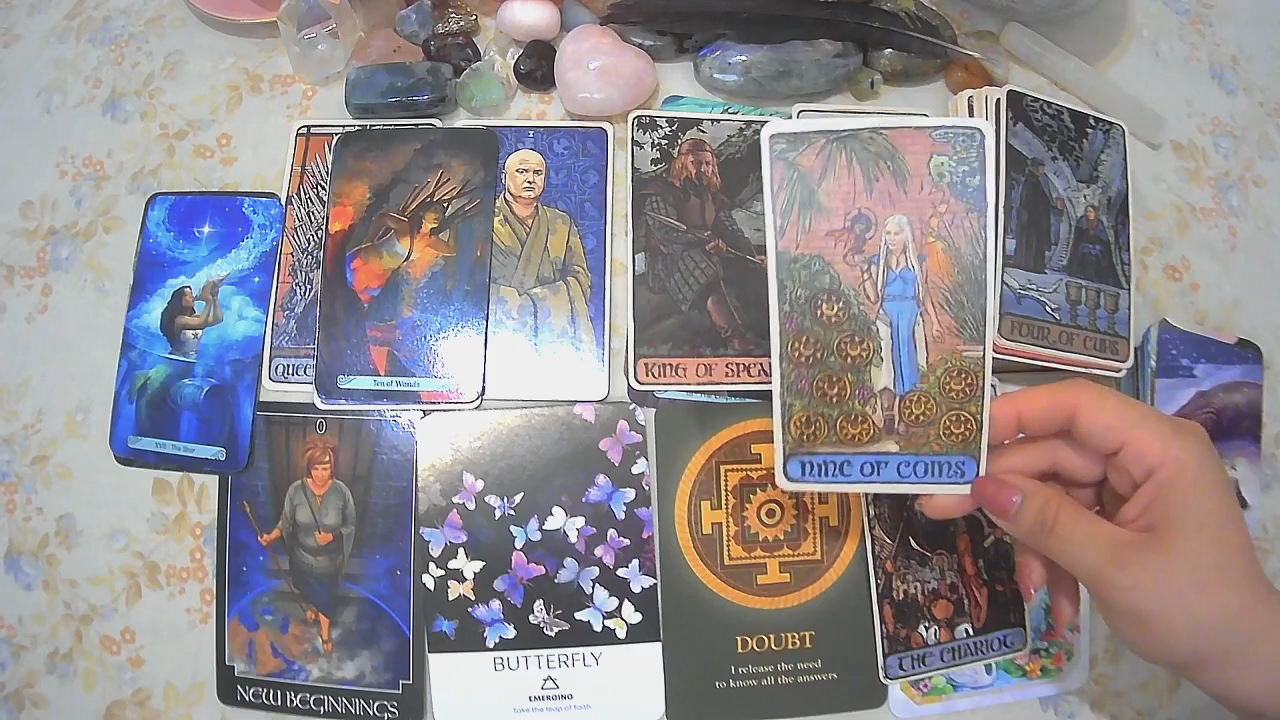 I
XVII - The Star
QUEE
Ten of Wands
KING OF SPEA
NINE OF COINS
FOUR OF CUPS
0
NEW BEGINNINGS
BUTTERFLY
EMERGING
Take the leap of faith
DOUBT
I release the need
to know all the answers
THE CHARIOT